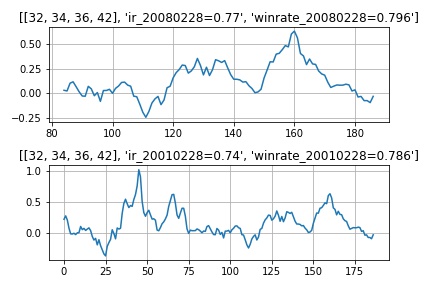 [[32, 34, 36, 42], 'ir_20080228=0.77', 'winrate_20080228=0.796']
0.50
0.25
0.00
−0.25
80 100 120 140 160 180
[[32, 34, 36, 42], 'ir_20010228=0.74', 'winrate_20010228=0.786']
1.0
0.5
0.0
0 25 50 75 100 125 150 175